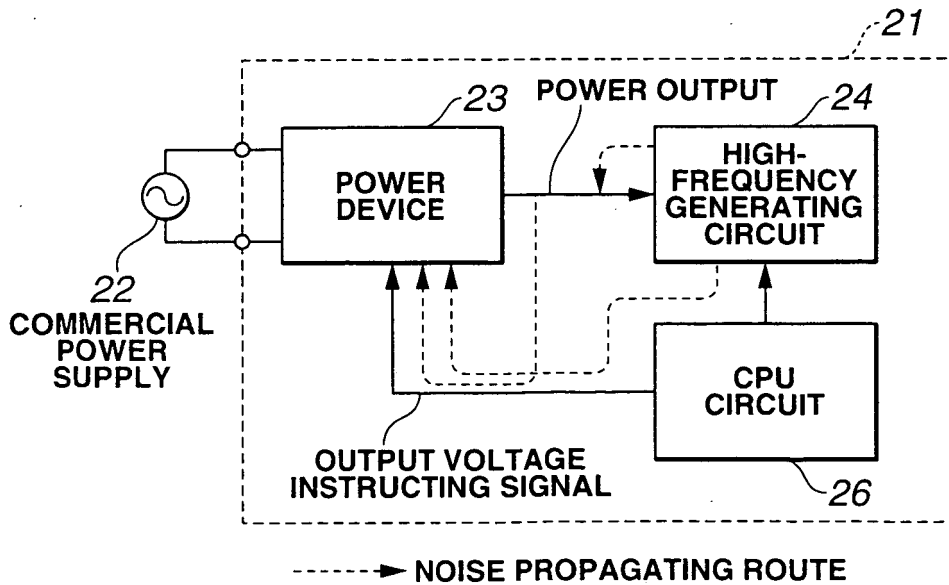 21
23
POWER OUTPUT
24
POWER
DEVICE
HIGH-
FREQUENCY
GENERATING
CIRCUIT
22
COMMERCIAL
POWER
SUPPLY
CPU
CIRCUIT
OUTPUT VOLTAGE
INSTRUCTING SIGNAL
26
NOISE PROPAGATING ROUTE